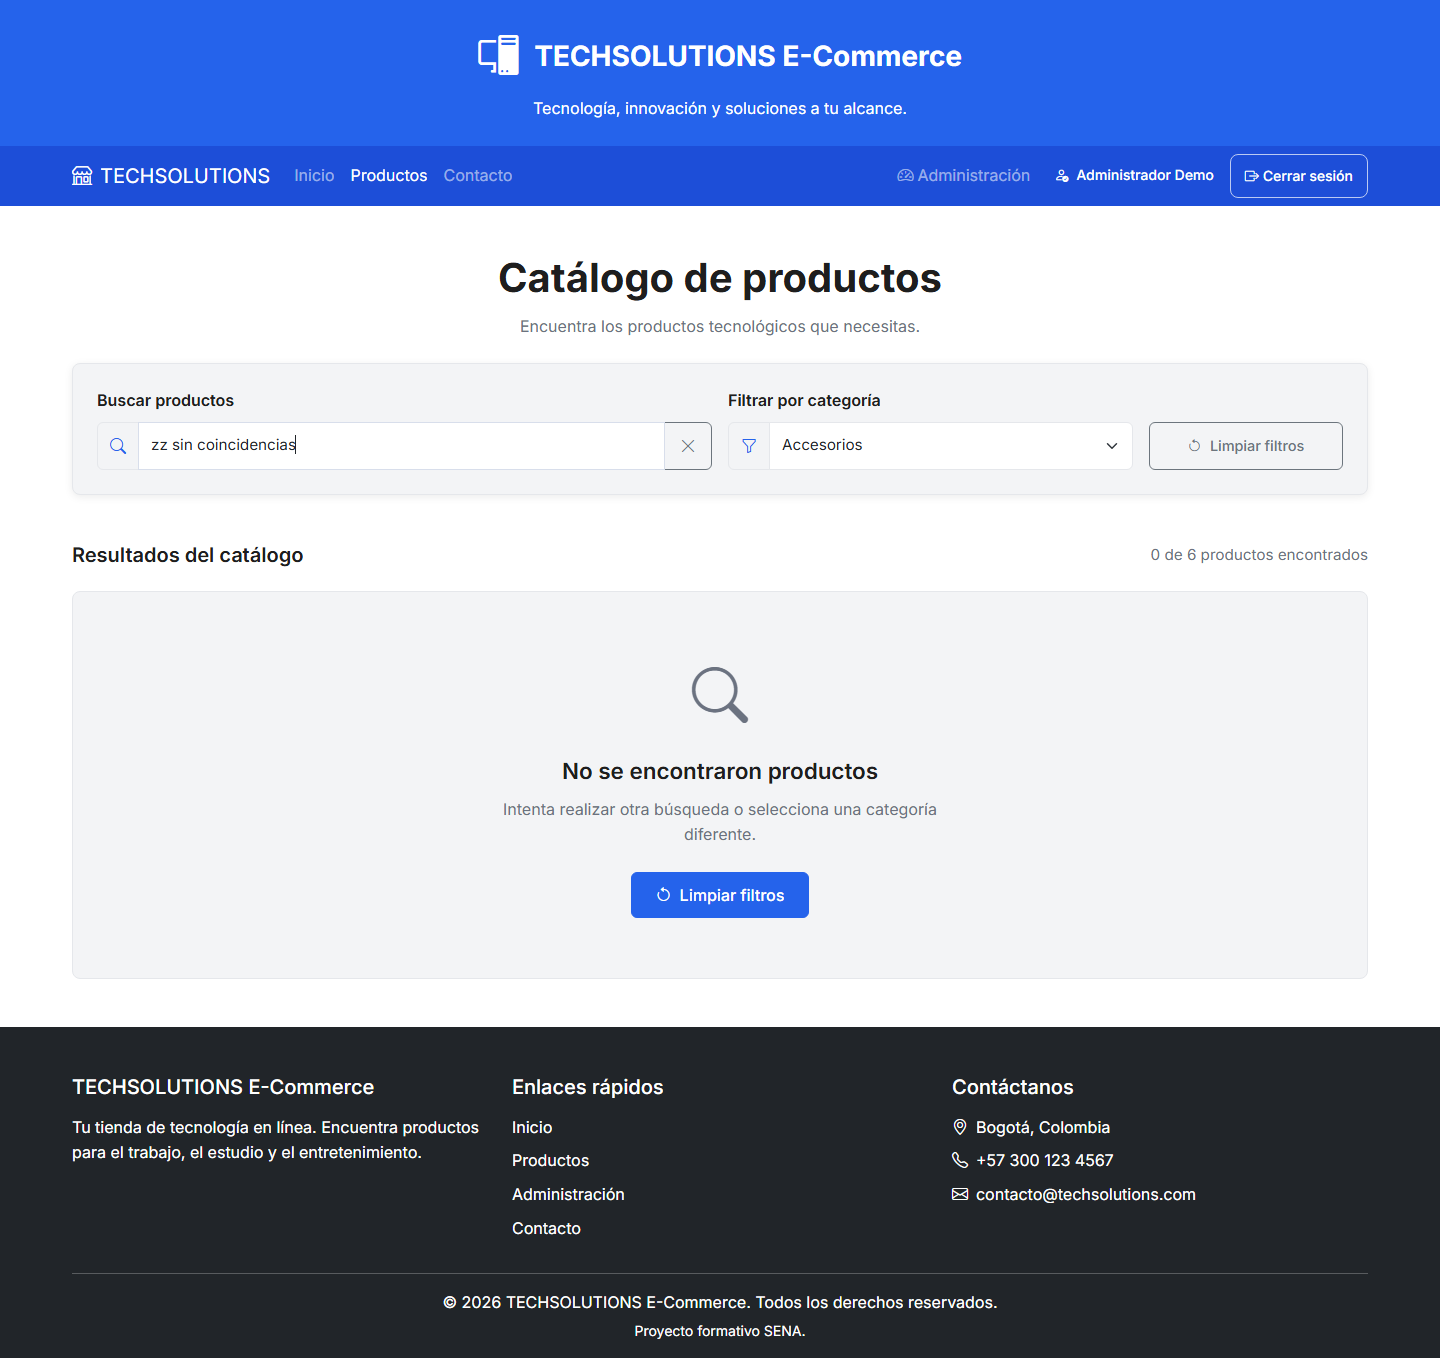 TECHSOLUTIONS E-Commerce
Tecnología, innovación y soluciones a tu alcance.
TECHSOLUTIONS Inicio Productos Contacto Administración Administrador Demo Cerrar sesión
Catálogo de productos
Encuentra los productos tecnológicos que necesitas.
Buscar productos Filtrar por categoría
zz sin coincidencias Accesorios Limpiar filtros
Resultados del catálogo 0 de 6 productos encontrados
No se encontraron productos
Intenta realizar otra búsqueda o selecciona una categoría
diferente.
Limpiar filtros
TECHSOLUTIONS E-Commerce
Tu tienda de tecnología en línea. Encuentra productos
para el trabajo, el estudio y el entretenimiento.
Enlaces rápidos
Inicio
Productos
Administración
Contacto
Contáctanos
Bogotá, Colombia
+57 300 123 4567
contacto@techsolutions.com
© 2026 TECHSOLUTIONS E-Commerce. Todos los derechos reservados.
Proyecto formativo SENA.